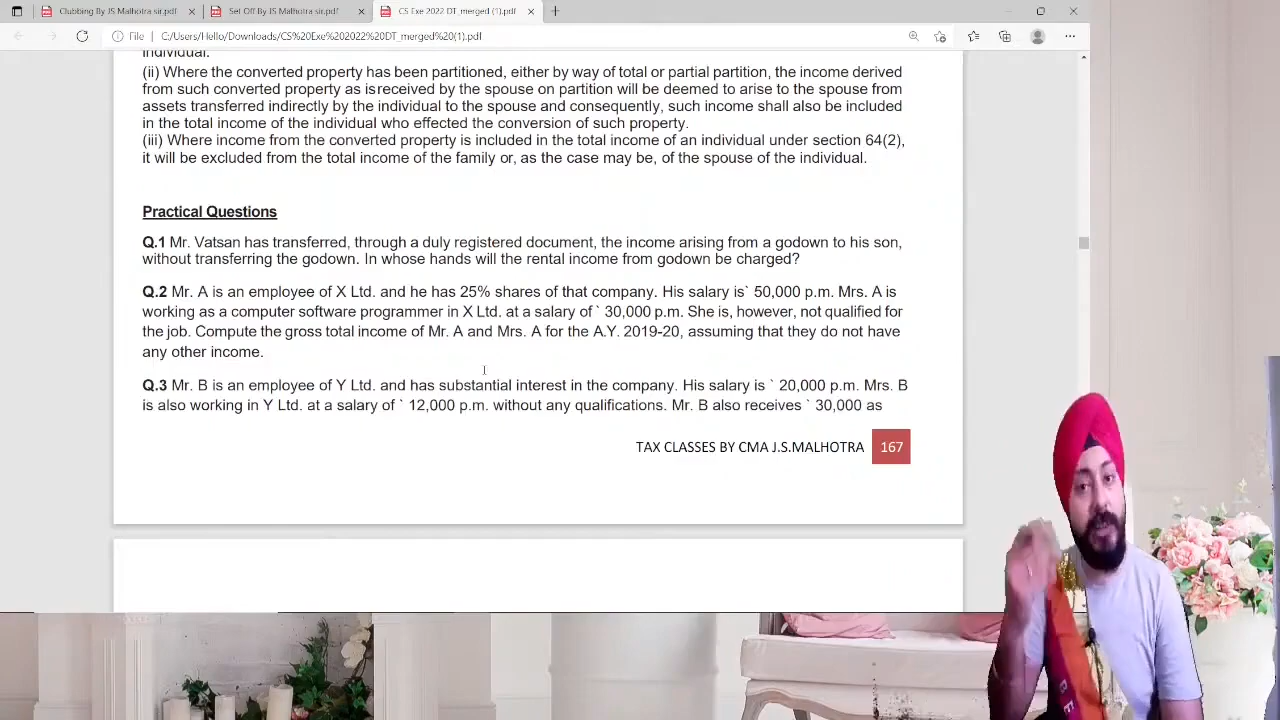 Clubbing By JS Malhotra sir.pdf
Set Off By JS Malhotra sir.pdf
CS Exe 2022 DT_merged (1).pdf
File
C:/Users/Hello/Downloads/CS%20Exe%202022%20DT_merged%20(1).pdf
individual.
(ii) Where the converted property has been partitioned, either by way of total or partial partition, the income derived
from such converted property as isreceived by the spouse on partition will be deemed to arise to the spouse from
assets transferred indirectly by the individual to the spouse and consequently, such income shall also be included
in the total income of the individual who effected the conversion of such property.
(iii) Where income from the converted property is included in the total income of an individual under section 64(2),
it will be excluded from the total income of the family or, as the case may be, of the spouse of the individual.
Practical Questions
Q.1 Mr. Vatsan has transferred, through a duly registered document, the income arising from a godown to his son,
without transferring the godown. In whose hands will the rental income from godown be charged?
Q.2 Mr. A is an employee of X Ltd. and he has 25% shares of that company. His salary is` 50,000 p.m. Mrs. A is
working as a computer software programmer in X Ltd. at a salary of ` 30,000 p.m. She is, however, not qualified for
the job. Compute the gross total income of Mr. A and Mrs. A for the A.Y. 2019-20, assuming that they do not have
any other income.
Q.3 Mr. B is an employee of Y Ltd. and has substantial interest in the company. His salary is ` 20,000 p.m. Mrs. B
is also working in Y Ltd. at a salary of ` 12,000 p.m. without any qualifications. Mr. B also receives ` 30,000 as
TAX CLASSES BY CMA J.S.MALHOTRA 167